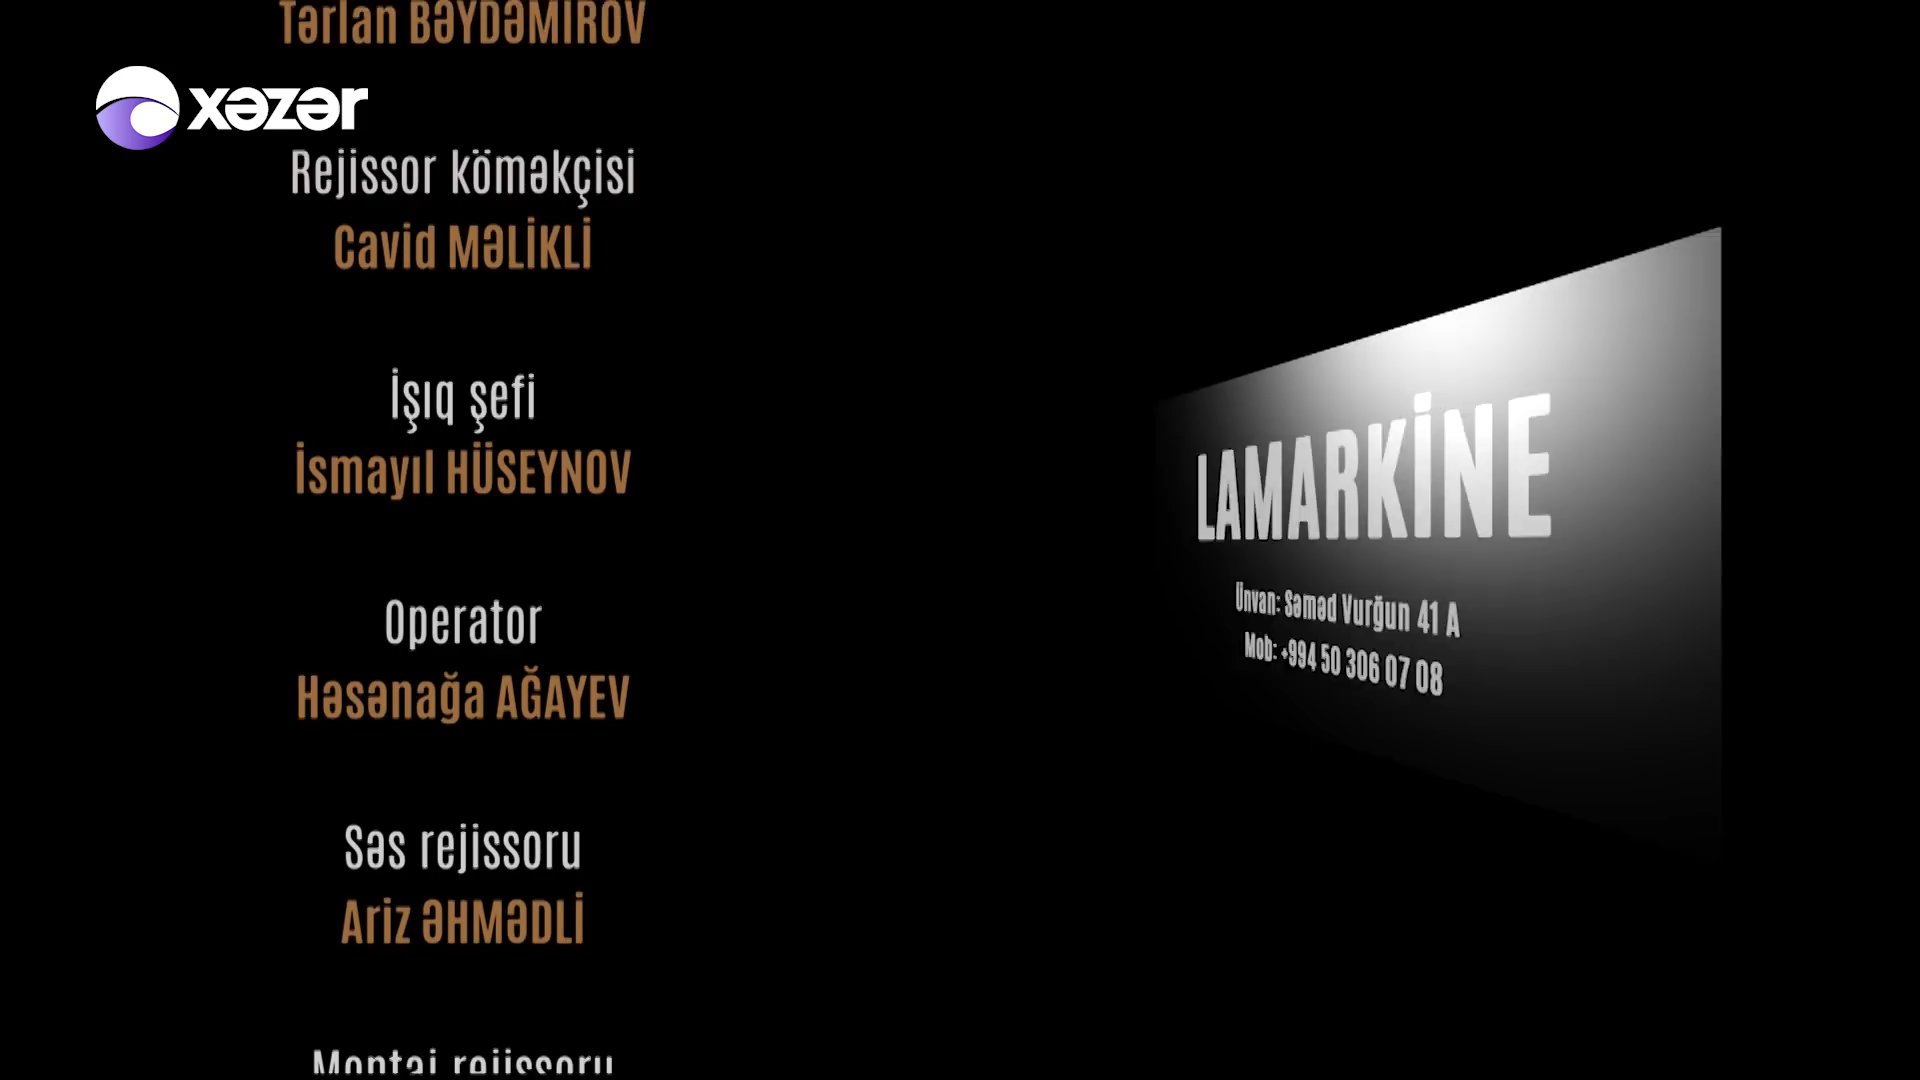 Tərlan BƏYDƏMİROV
xəzər
Rejissor köməkçisi
Cavid MƏLİKLİ
İşıq şefi
İsmayıl HÜSEYNOV
Operator
Həsənağa AĞAYEV
Səs rejissoru
Ariz ƏHMƏDLİ
Montaj rejissoru
LAMARKİNE
Ünvan: Səməd Vurğun 41 A
Mob: +994 50 306 07 08